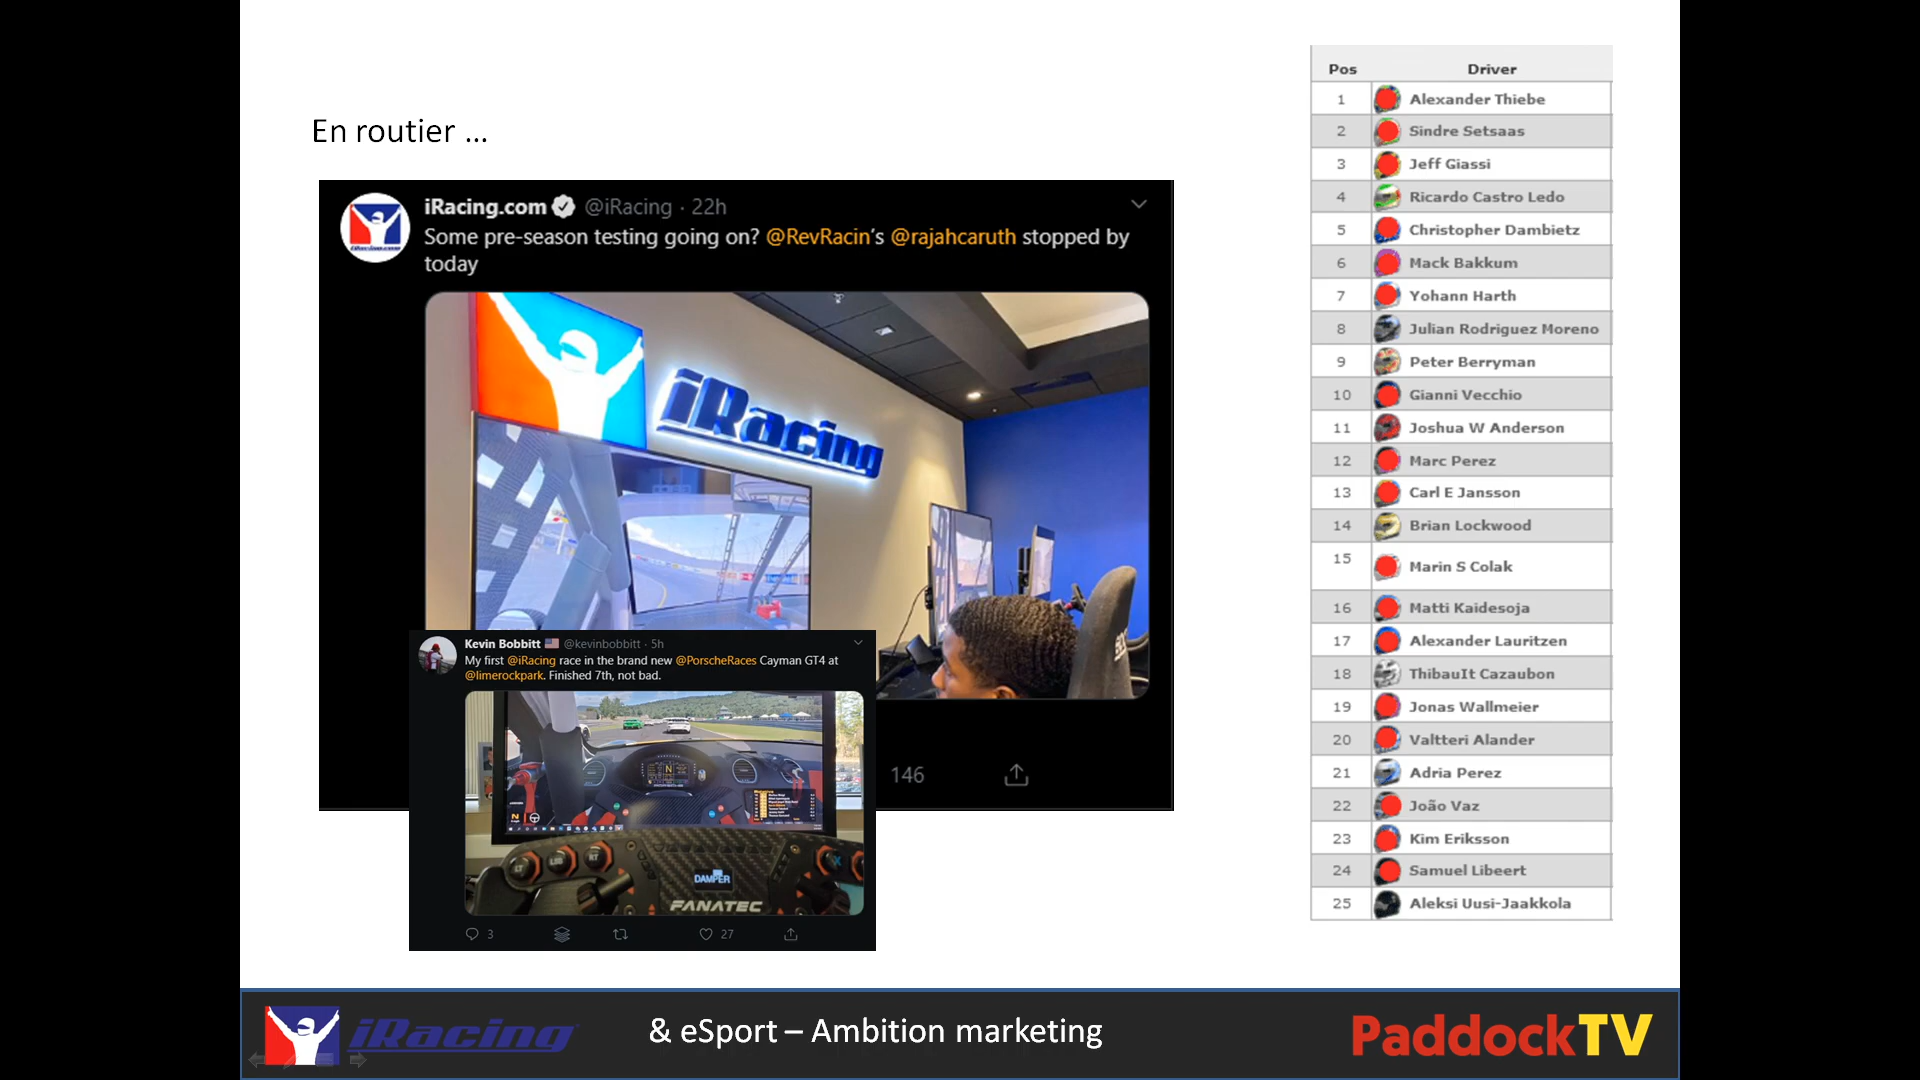 En routier ...
iRacing.com @iRacing · 22h
Some pre-season testing going on? @RevRacin's @rajahcaruth stopped by
today
iRacing
Kevin Bobbitt @kevinbobbitt · 5h
My first @iRacing race in the brand new @PorscheRaces Cayman GT4 at
@limerockpark. Finished 7th, not bad.
N
N
LT
RT
X
DAMPER
FANATEC
3
27
146
Pos Driver
1 Alexander Thiebe
2 Sindre Setsaas
3 Jeff Giassi
4 Ricardo Castro Ledo
5 Christopher Dambietz
6 Mack Bakkum
7 Yohann Harth
8 Julian Rodriguez Moreno
9 Peter Berryman
10 Gianni Vecchio
11 Joshua W Anderson
12 Marc Perez
13 Carl E Jansson
14 Brian Lockwood
15 Marin S Colak
16 Matti Kaidesoja
17 Alexander Lauritzen
18 Thibault Cazaubon
19 Jonas Wallmeier
20 Valtteri Alander
21 Adria Perez
22 João Vaz
23 Kim Eriksson
24 Samuel Libeert
25 Aleksi Uusi-Jaakkola
iRacing
& eSport – Ambition marketing
PaddockTV